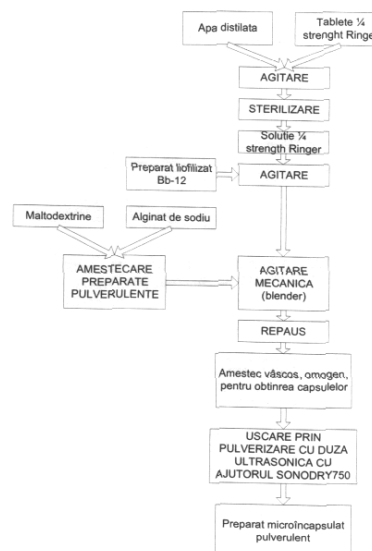 Apa distilata
Tablete ¼
strenght Ringe
AGITARE
STERILIZARE
Solutie ¼
strength Ringer
Preparat liofilizat
Bb-12
AGITARE
Maltodextrine
Alginat de sodiu
AMESTECARE
PREPARATE
PULVERULENTE
AGITARE
MECANICA
(blender)
REPAUS
Amestec vâscos, omogen,
pentru obtinrea capsulelor
USCARE PRIN
PULVERIZARE CU DUZA
ULTRASONICA CU
AJUTORUL SONODRY750
Preparat microîncapsulat
pulverulent